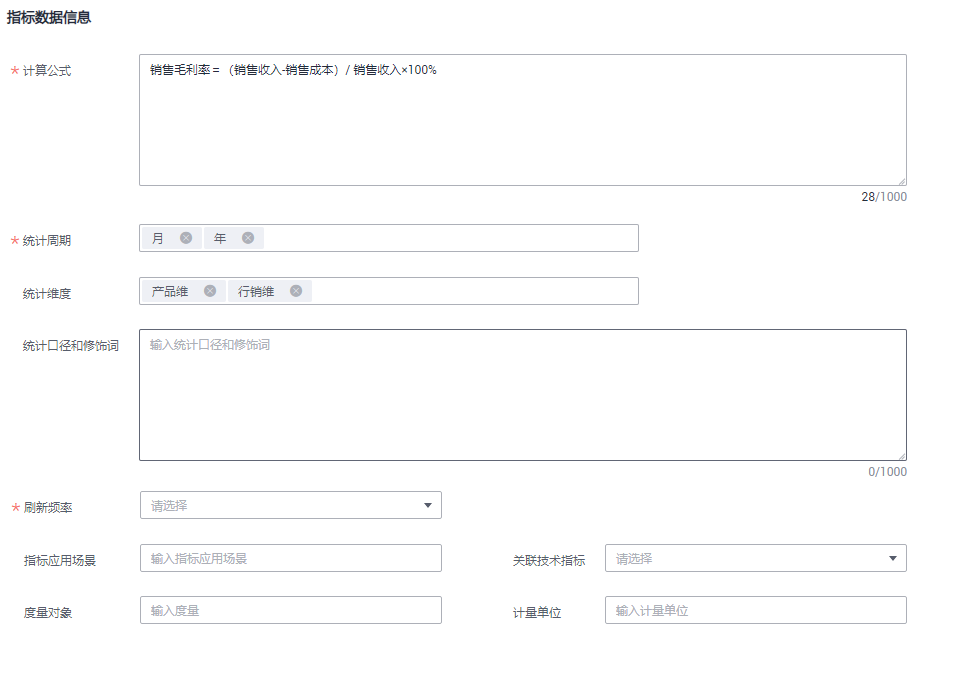 指标数据信息
* 计算公式
销售毛利率 = （销售收入-销售成本）/ 销售收入×100%
28/1000
* 统计周期
月 年
统计维度
产品维 行销维
统计口径和修饰词
输入统计口径和修饰词
0/1000
* 刷新频率
请选择
指标应用场景
输入指标应用场景
关联技术指标
请选择
度量对象
输入度量
计量单位
输入计量单位